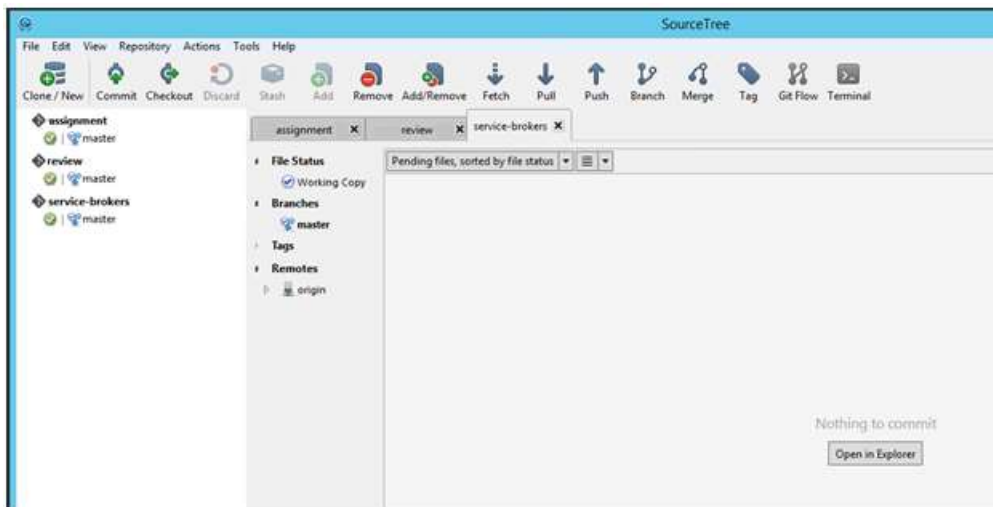 SourceTree
File Edit View Repository Actions Tools Help
Clone / New Commit Checkout Discard Stash Add Remove Add/Remove Fetch Pull Push Branch Merge Tag Git Flow Terminal
assignment
master
review
master
service-brokers
master
assignment review service-brokers
File Status
Working Copy
Branches
master
Tags
Remotes
origin
Pending files, sorted by file status
Nothing to commit
Open in Explorer